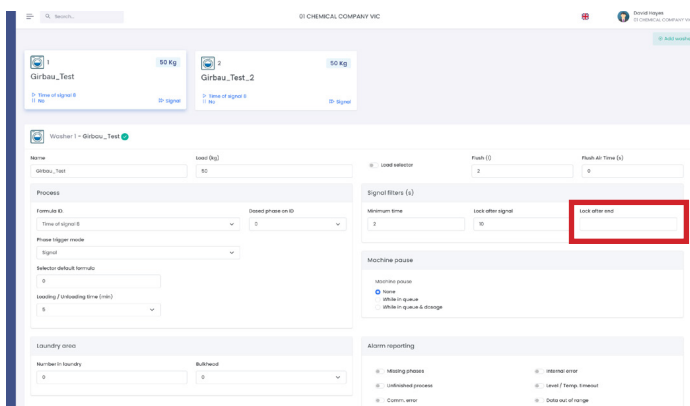 Search...
01 CHEMICAL COMPANY VIC
David Hayes
01 CHEMICAL COMPANY VIC
Add
1
50 Kg
Girbau_Test
Time of signal 8
No
Signal
2
50 Kg
Girbau_Test_2
Time of signal 8
No
Signal
Washer 1 - Girbau_Test
Name
Load (kg)
Load selector
Flush (l)
Flush Air Time (s)
Girbau_Test
50
2
0
Process
Formula ID
Dosed phase on ID
Time of signal 8
0
Phase trigger mode
Signal
Selector default formula
0
Loading / Unloading time (min)
5
Signal filters (s)
Minimum time
Lock after signal
Lock after end
2
10
Machine pause
Machine pause
None
While in queue
While in queue & dosage
Laundry area
Number in laundry
Bulkhead
0
0
Alarm reporting
Missing phases
Internal error
Unfinished process
Level / Temp. timeout
Comm. error
Data out of range